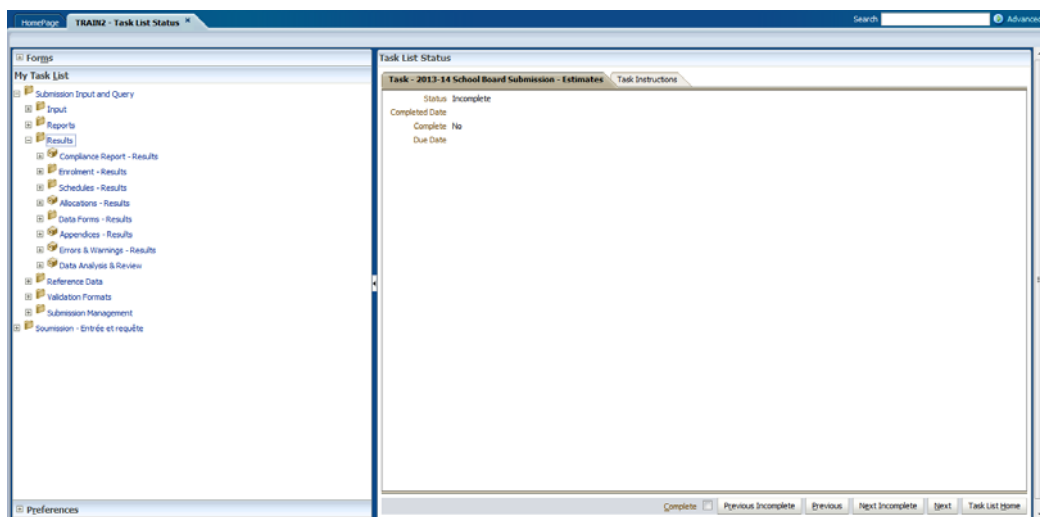 HomePage
TRAIN2 - Task List Status
Search
Advanced
Forms
My Task List
Submission Input and Query
Input
Reports
Results
Compliance Report - Results
Enrolment - Results
Schedules - Results
Allocations - Results
Data Forms - Results
Appendices - Results
Errors & Warnings - Results
Data Analysis & Review
Reference Data
Validation Formats
Submission Management
Soumission - Entrée et requête
Preferences
Task List Status
Task - 2013-14 School Board Submission - Estimates
Task Instructions
Status Incomplete
Completed Date
Complete No
Due Date
Complete
Previous Incomplete
Previous
Next Incomplete
Next
Task List Home